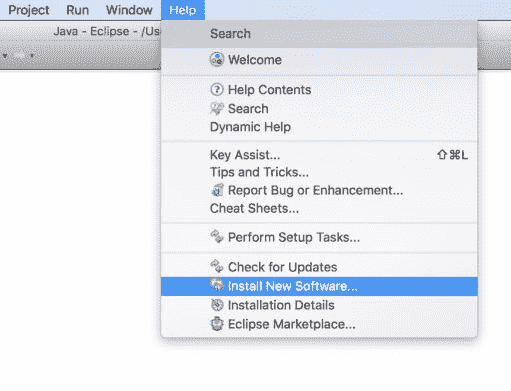 Project Run Window Help
Java - Eclipse - /Us
Search
Welcome
Help Contents
Search
Dynamic Help
Key Assist... ⇧⌘L
Tips and Tricks...
Report Bug or Enhancement...
Cheat Sheets...
Perform Setup Tasks...
Check for Updates
Install New Software...
Installation Details
Eclipse Marketplace...